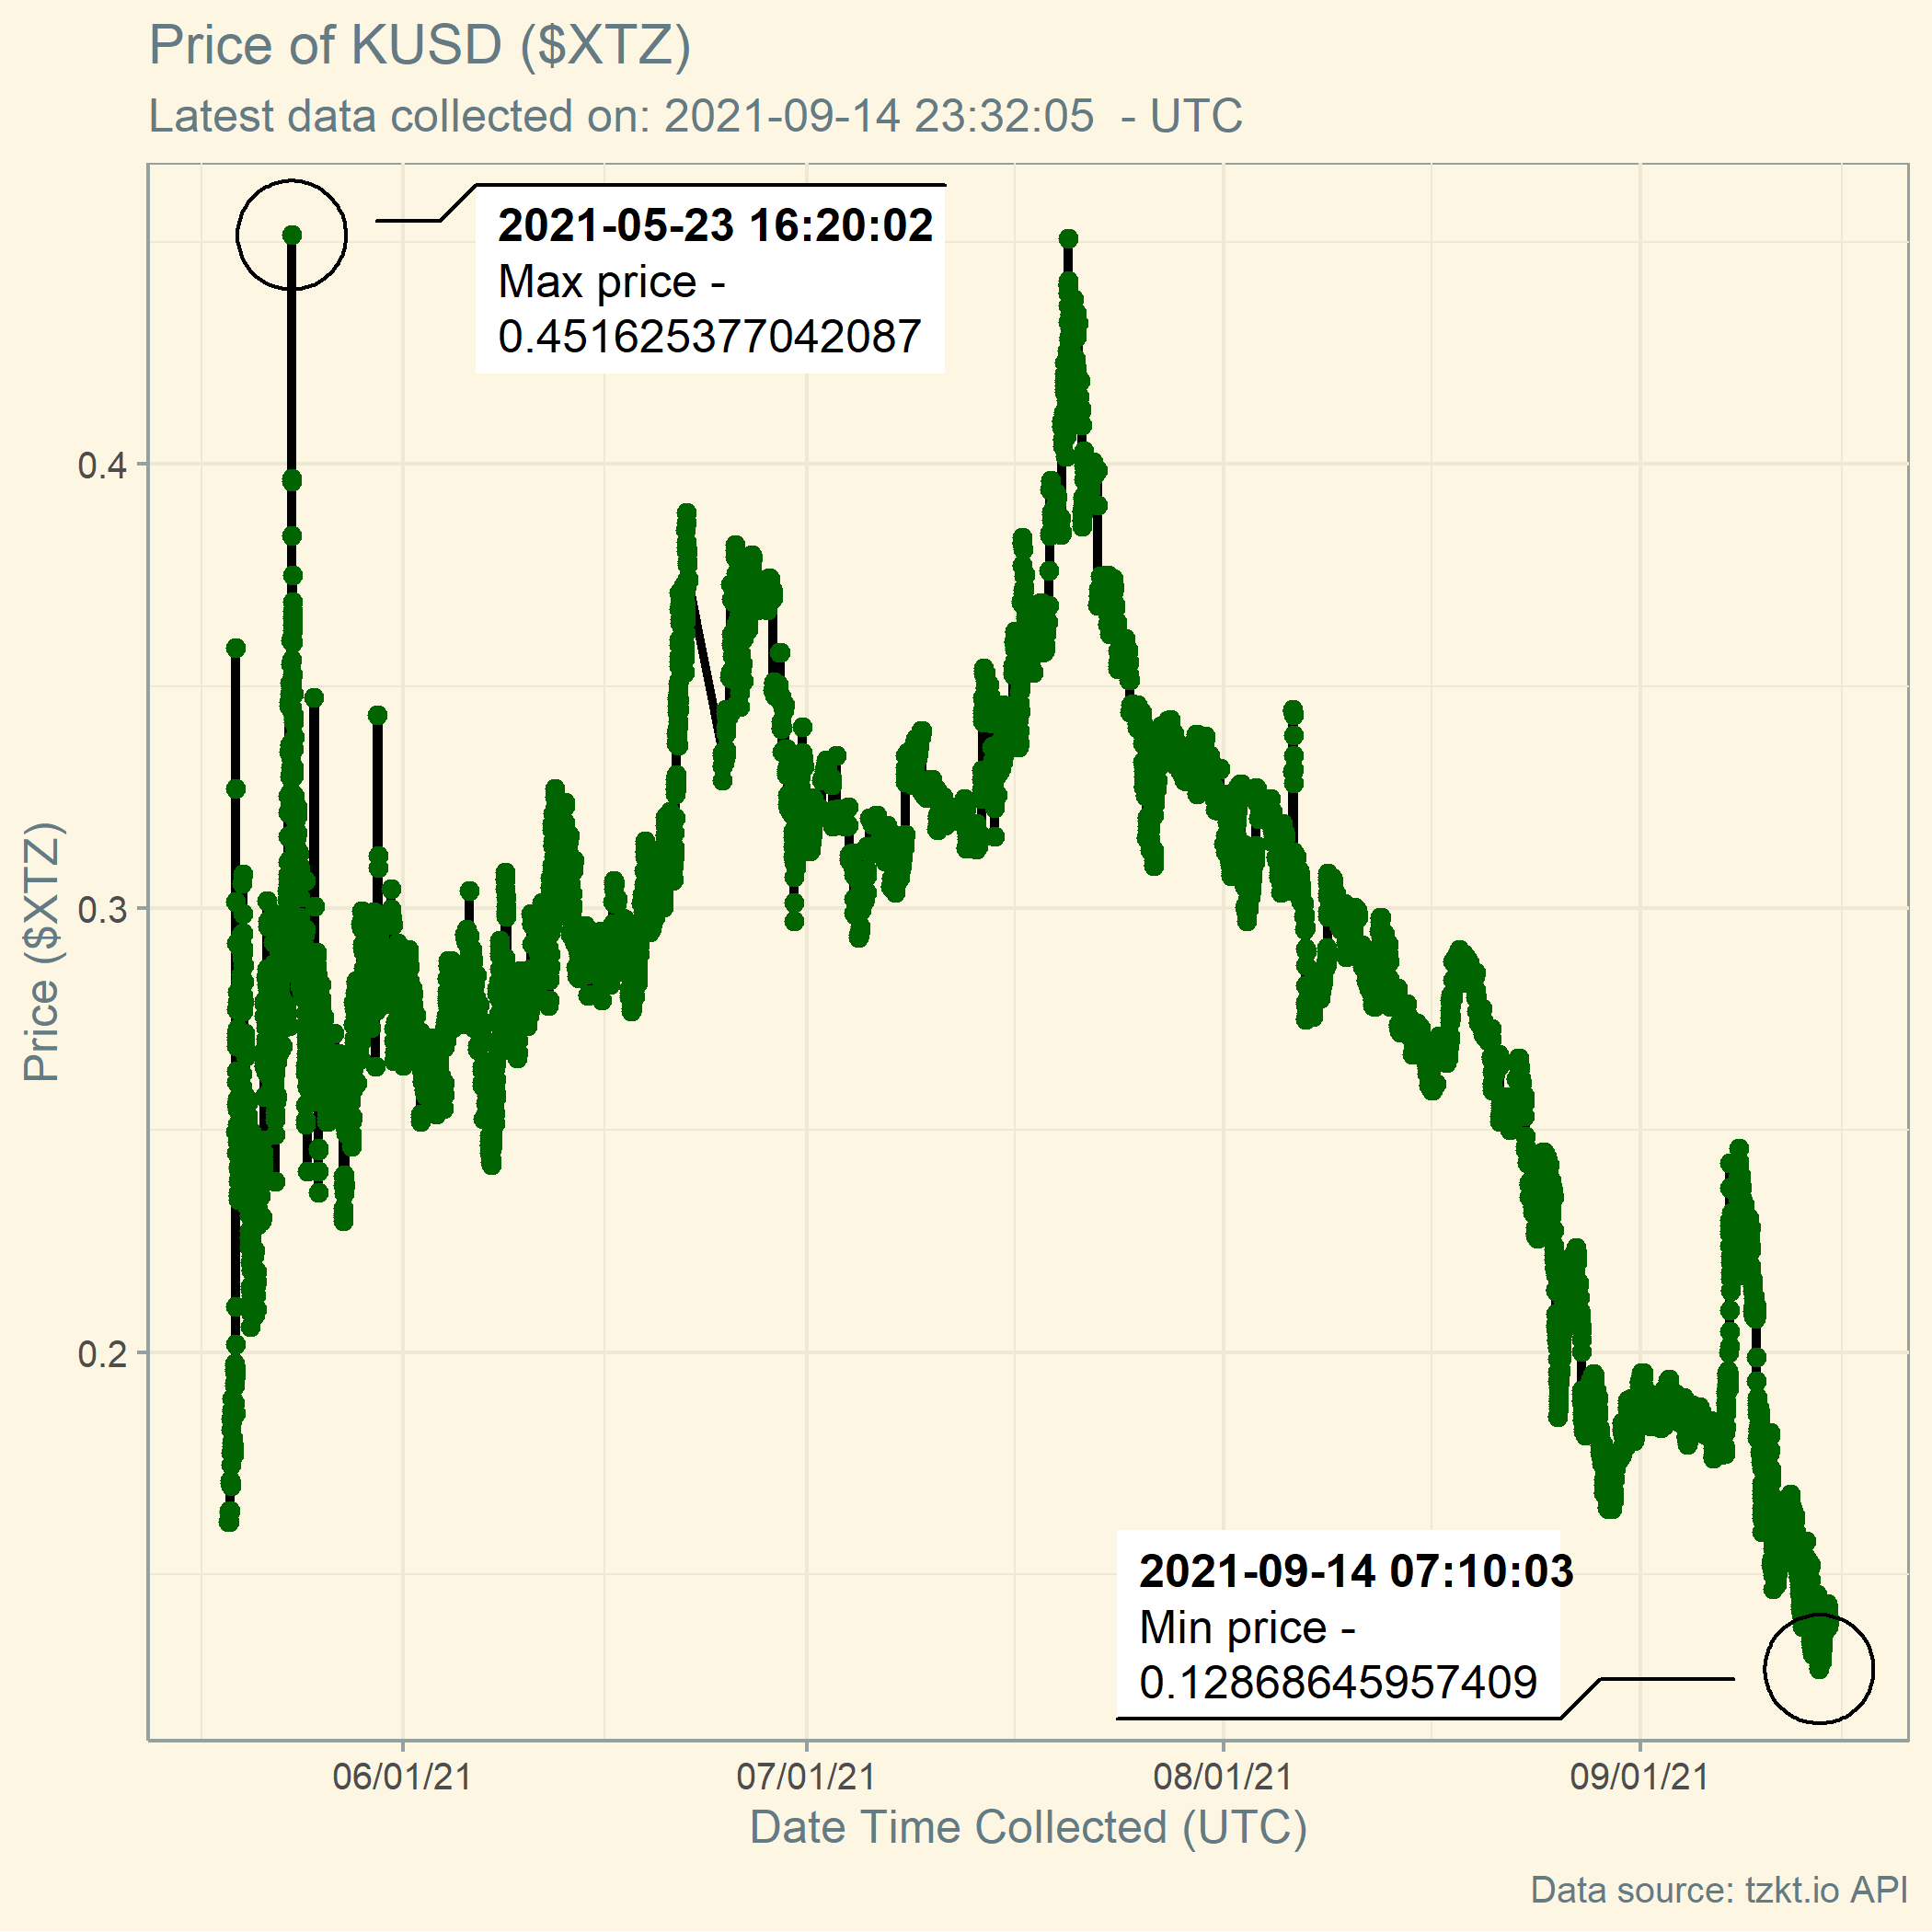 Price of KUSD ($XTZ)
Latest data collected on: 2021-09-14 23:32:05  - UTC
2021-05-23 16:20:02
Max price -
0.451625377042087
0.4
0.3
0.2
Price ($XTZ)
2021-09-14 07:10:03
Min price -
0.12868645957409
06/01/21
07/01/21
08/01/21
09/01/21
Date Time Collected (UTC)
Data source: tzkt.io API